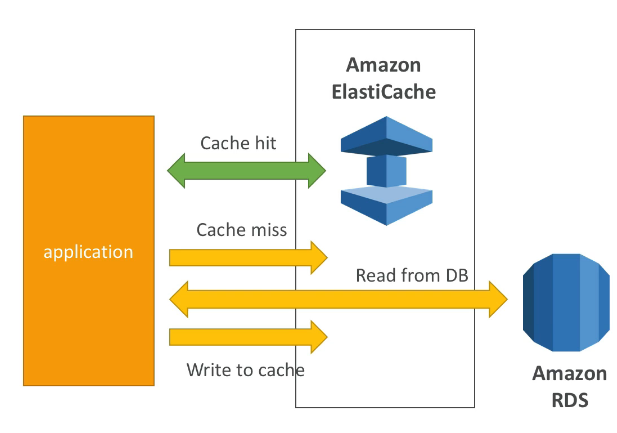 Amazon
ElastiCache
Cache hit
Cache miss
application
Read from DB
Write to cache
Amazon
RDS